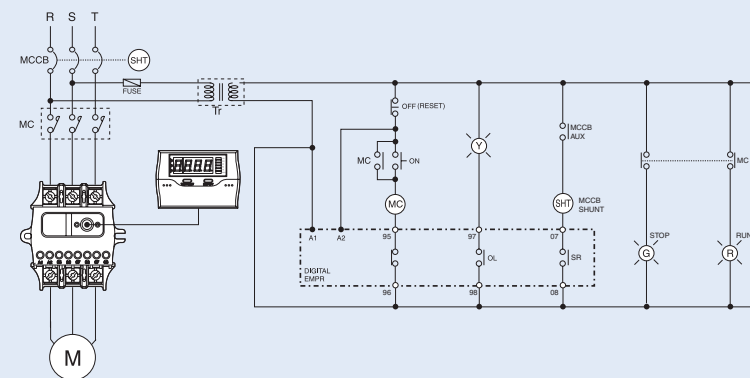 R S T
MCCB
SHT
FUSE
Tr
MC
OFF (RESET)
MC
ON
MC
Y
MCCB
AUX
SHT
MCCB
SHUNT
MC
A1
A2
95
97
07
DIGITAL
EMPR
OL
SR
96
98
08
STOP
G
RUN
R
M